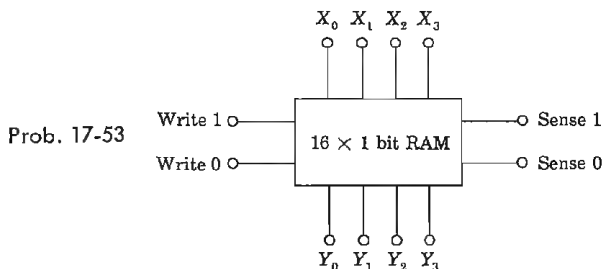 X₀ X₁ X₂ X₃
Prob. 17-53
Write 1
Write 0
16 × 1 bit RAM
Sense 1
Sense 0
Y₀ Y₁ Y₂ Y₃